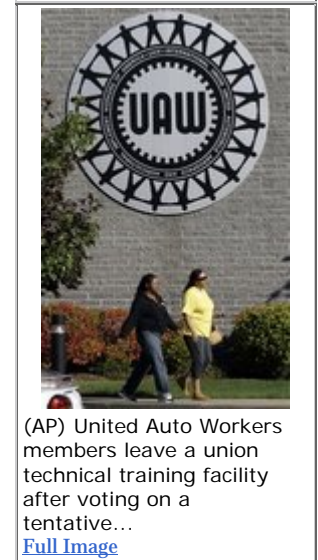 UAW
(AP) United Auto Workers
members leave a union
technical training facility
after voting on a
tentative...
Full Image